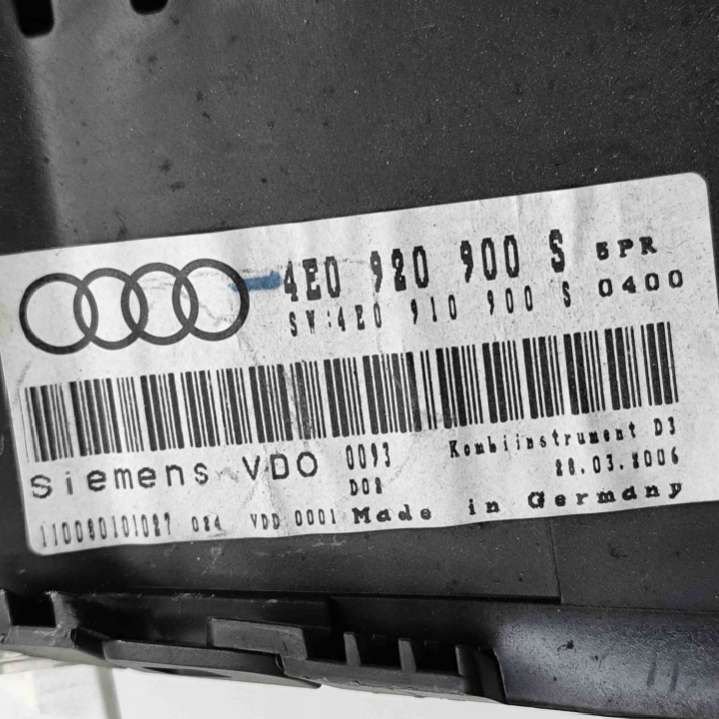 4E0 920 900 S 5PR
SW:4E0 910 900 S 0400
Siemens VDO 0093 Kombiinstrument D3
D02 28.03.2006
VDD 0001 Made in Germany